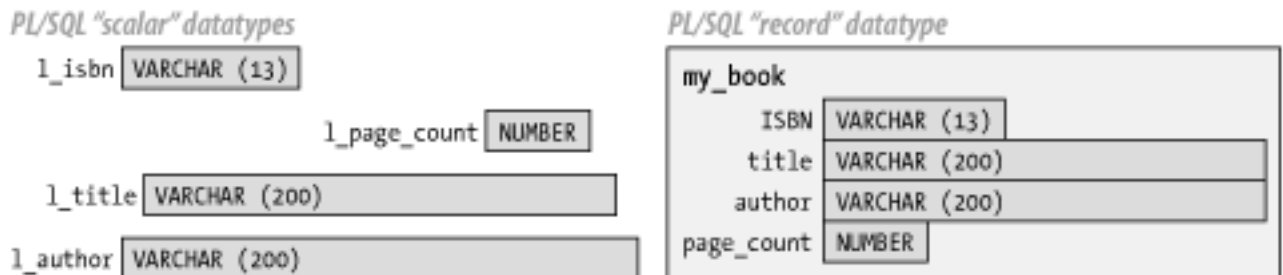 PL/SQL "scalar" datatypes
l_isbn VARCHAR (13)
l_page_count NUMBER
l_title VARCHAR (200)
l_author VARCHAR (200)
PL/SQL "record" datatype
my_book
ISBN VARCHAR (13)
title VARCHAR (200)
author VARCHAR (200)
page_count NUMBER